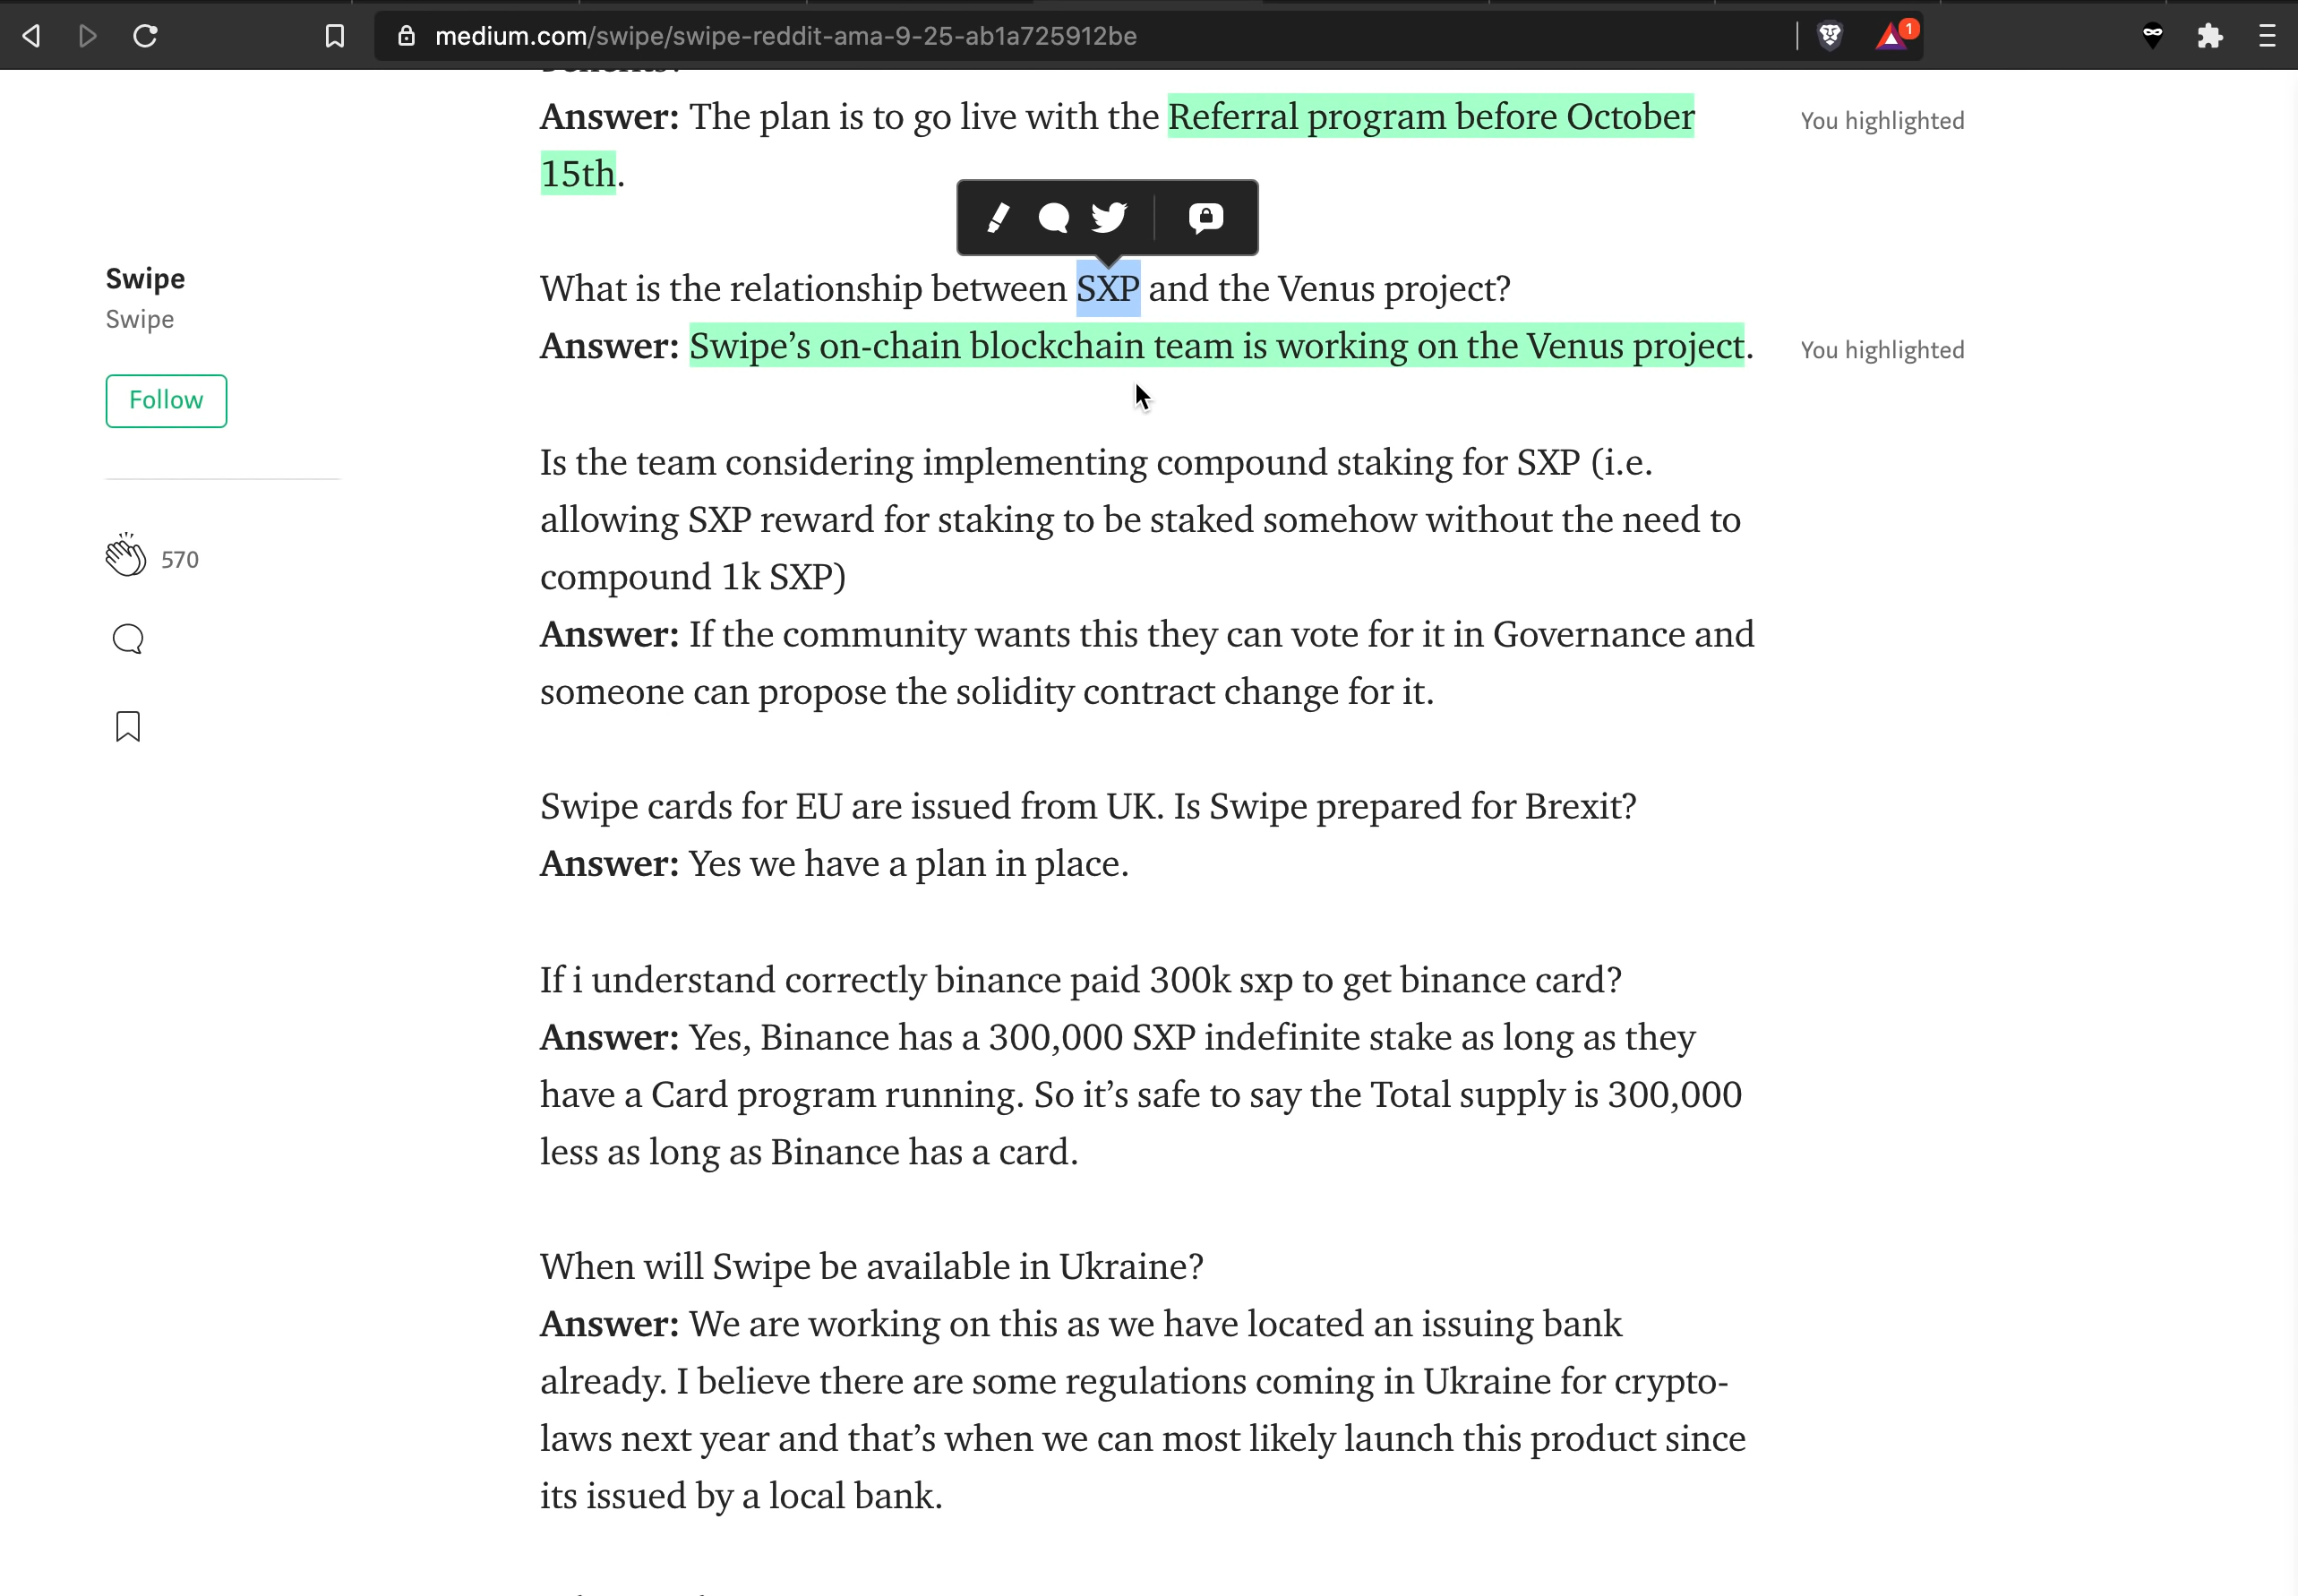 medium.com/swipe/swipe-reddit-ama-9-25-ab1a725912be
1
Answer: The plan is to go live with the Referral program before October
You highlighted
15th.
Swipe
Swipe
Follow
570
What is the relationship between SXP and the Venus project?
Answer: Swipe’s on-chain blockchain team is working on the Venus project.
You highlighted
Is the team considering implementing compound staking for SXP (i.e.
allowing SXP reward for staking to be staked somehow without the need to
compound 1k SXP)
Answer: If the community wants this they can vote for it in Governance and
someone can propose the solidity contract change for it.
Swipe cards for EU are issued from UK. Is Swipe prepared for Brexit?
Answer: Yes we have a plan in place.
If i understand correctly binance paid 300k sxp to get binance card?
Answer: Yes, Binance has a 300,000 SXP indefinite stake as long as they
have a Card program running. So it’s safe to say the Total supply is 300,000
less as long as Binance has a card.
When will Swipe be available in Ukraine?
Answer: We are working on this as we have located an issuing bank
already. I believe there are some regulations coming in Ukraine for crypto-
laws next year and that’s when we can most likely launch this product since
its issued by a local bank.